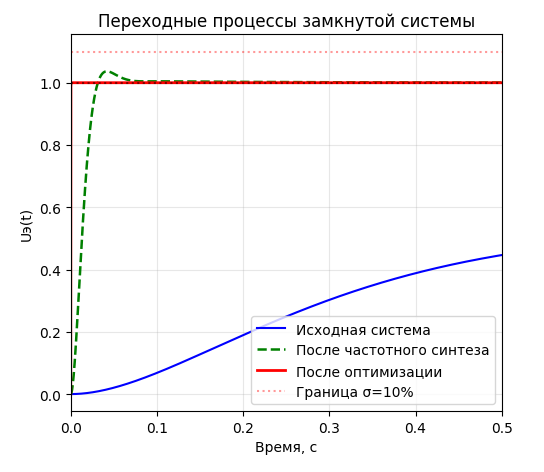 Переходные процессы замкнутой системы
Uэ(t)
1.0
0.8
0.6
0.4
0.2
0.0
Исходная система
После частотного синтеза
После оптимизации
Граница σ=10%
0.0 0.1 0.2 0.3 0.4 0.5
Время, с